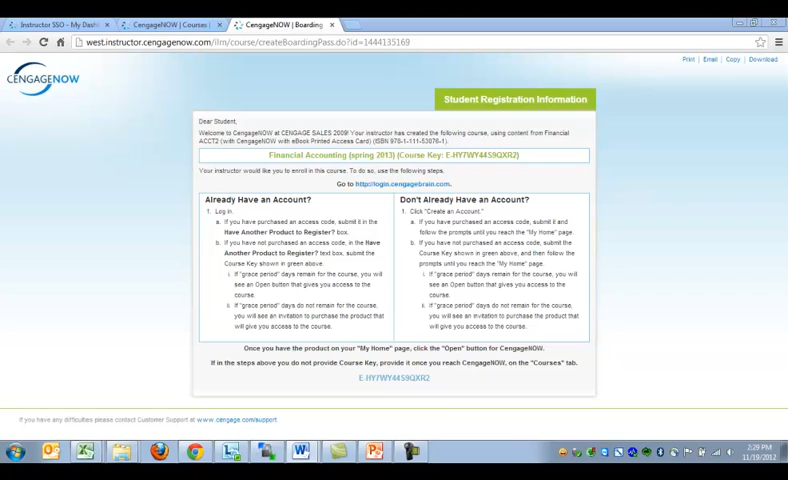 Instructor SSO - My Dashb
CengageNOW | Courses
CengageNOW | Boarding
west.instructor.cengagenow.com/ilrn/course/createBoardingPass.do?id=1444135169
Print | Email | Copy | Download
CENGAGENOW
Student Registration Information
Dear Student,
Welcome to CengageNOW at CENGAGE SALES 2009! Your instructor has created the following course, using content from Financial
ACCT2 (with CengageNOW with eBook Printed Access Card) (ISBN 978-1-111-53076-1).
Financial Accounting (spring 2013) (Course Key: E-HY7WY44S9QXR2)
Your instructor would like you to enroll in this course. To do so, use the following steps.
Go to http://login.cengagebrain.com.
Already Have an Account?
1. Log in.
a. If you have purchased an access code, submit it in the
Have Another Product to Register? box.
b. If you have not purchased an access code, in the Have
Another Product to Register? text box, submit the
Course Key shown in green above.
i. If "grace period" days remain for the course, you will
see an Open button that gives you access to the
course.
ii. If "grace period" days do not remain for the course,
you will see an invitation to purchase the product that
will give you access to the course.
Don't Already Have an Account?
1. Click "Create an Account."
a. If you have purchased an access code, submit it and
follow the prompts until you reach the "My Home" page.
b. If you have not purchased an access code, submit the
Course Key shown in green above, and then follow the
prompts until you reach the "My Home" page.
i. If "grace period" days remain for the course, you will
see an Open button that gives you access to the
course.
ii. If "grace period" days do not remain for the course,
you will see an invitation to purchase the product that
will give you access to the course.
Once you have the product on your "My Home" page, click the "Open" button for CengageNOW.
If in the steps above you do not provide Course Key, provide it once you reach CengageNOW, on the "Courses" tab.
E-HY7WY44S9QXR2
If you have any difficulties please contact Customer Support at www.cengage.com/support
2:29 PM
11/19/2012